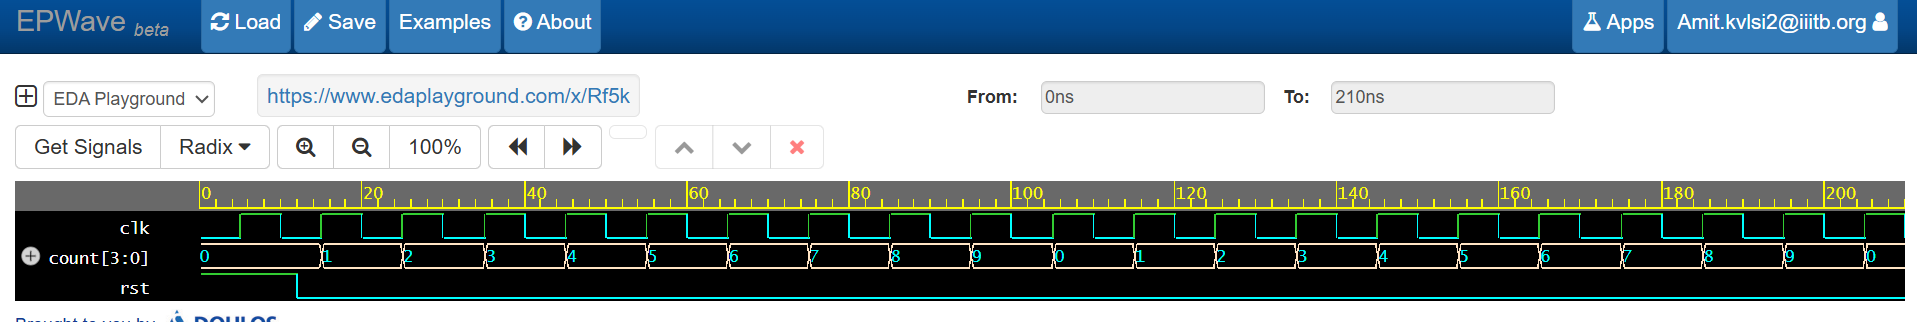 EPWave beta Load Save Examples About Apps Amit.kvlsi2@iiitb.org
EDA Playground https://www.edaplayground.com/x/Rf5k From: 0ns To: 210ns
Get Signals Radix 100%
0 20 40 60 80 100 120 140 160 180 200
clk
count[3:0] 0 1 2 3 4 5 6 7 8 9 0 1 2 3 4 5 6 7 8 9 0
rst
Brought to you by DOULOS